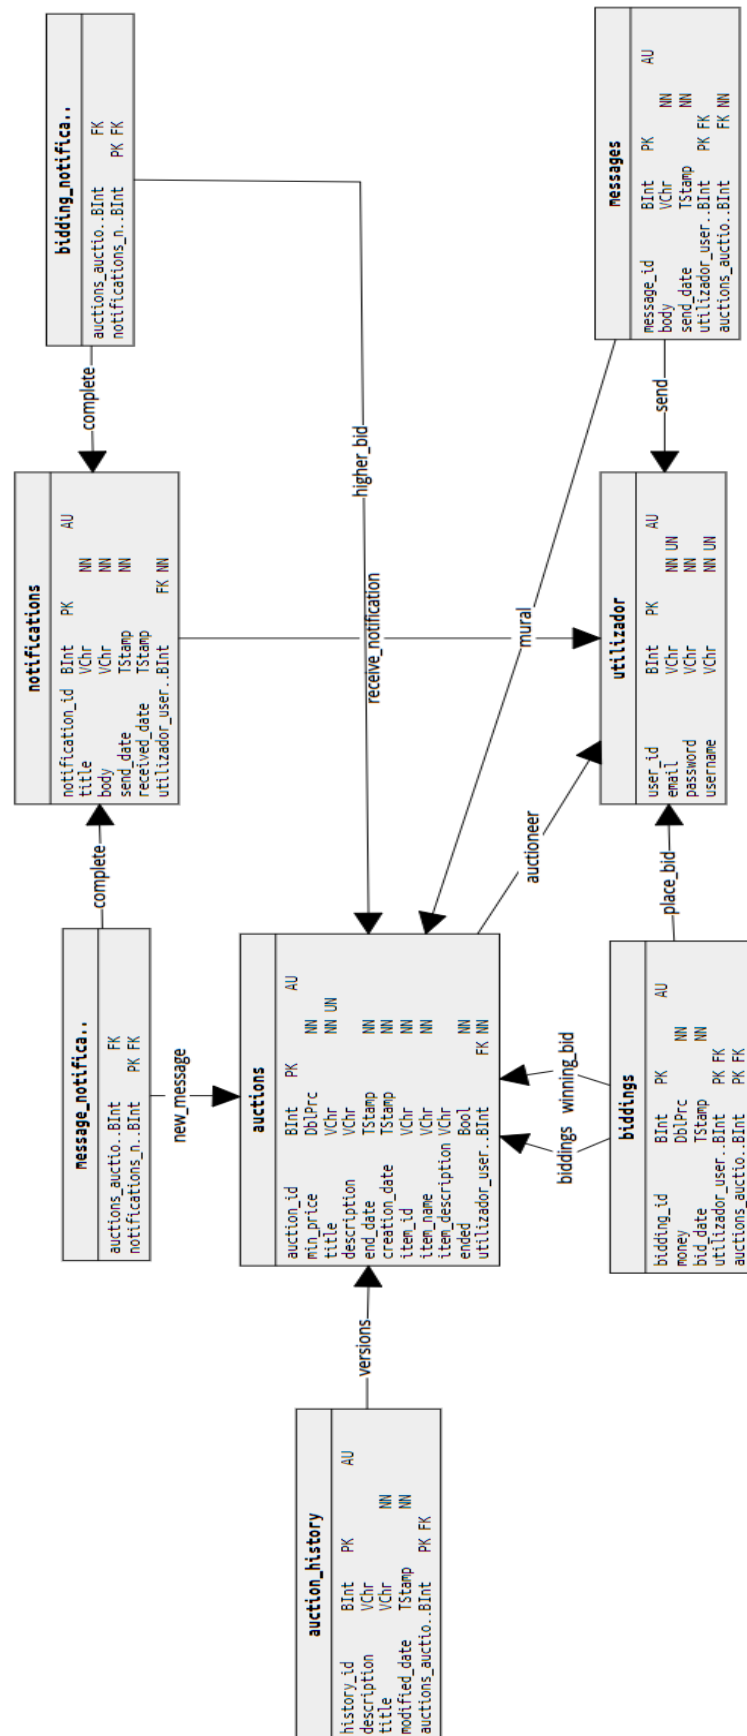 message_notifica..
auctions_auctio..BInt FK
notifications_n..BInt PK FK
complete
notifications
notification_id BInt PK AU
title VChr NN
body VChr NN
send_date TStamp NN
received_date TStamp
utilizador_user..BInt FK NN
complete
bidding_notifica..
auctions_auctio..BInt FK
notifications_n..BInt PK FK
new_message
higher_bid
receive_notification
auction_history
history_id BInt PK AU
description VChr
title VChr NN
modified_date TStamp NN
auctions_auctio..BInt PK FK
versions
auctions
auction_id BInt PK AU
min_price DblPrc NN
title VChr NN UN
description VChr
end_date TStamp NN
creation_date TStamp NN
item_id VChr NN
item_name VChr NN
item_description VChr
ended Bool NN
utilizador_user..BInt FK NN
mural
auctioneer
biddings
winning_bid
biddings
bidding_id BInt PK AU
money DblPrc NN
bid_date TStamp NN
utilizador_user..BInt PK FK
auctions_auctio..BInt PK FK
place_bid
utilizador
user_id BInt PK AU
email VChr NN UN
password VChr NN
username VChr NN UN
send
messages
message_id BInt PK AU
body VChr NN
send_date TStamp NN
utilizador_user..BInt PK FK
auctions_auctio..BInt FK NN